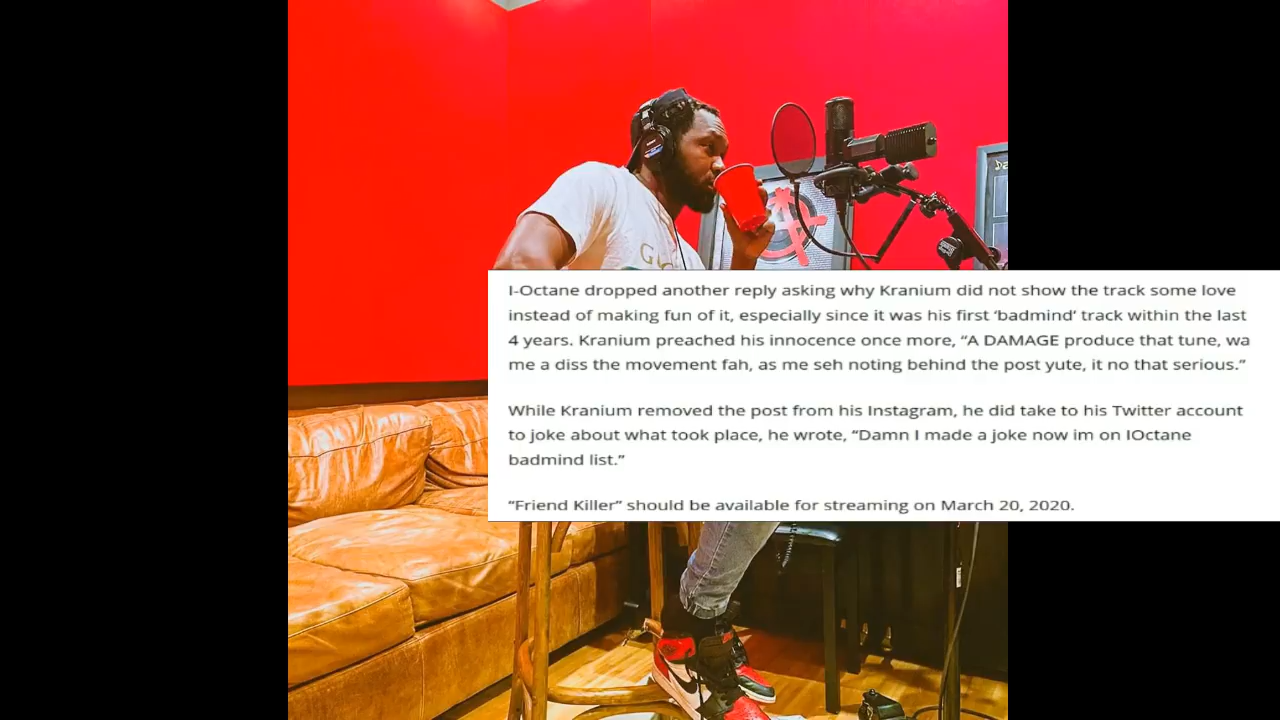 GUC
I-Octane dropped another reply asking why Kranium did not show the track some love
instead of making fun of it, especially since it was his first ‘badmind’ track within the last
4 years. Kranium preached his innocence once more, “A DAMAGE produce that tune, wa
me a diss the movement fah, as me seh noting behind the post yute, it no that serious.”
While Kranium removed the post from his Instagram, he did take to his Twitter account
to joke about what took place, he wrote, “Damn I made a joke now im on IOctane
badmind list.”
“Friend Killer” should be available for streaming on March 20, 2020.